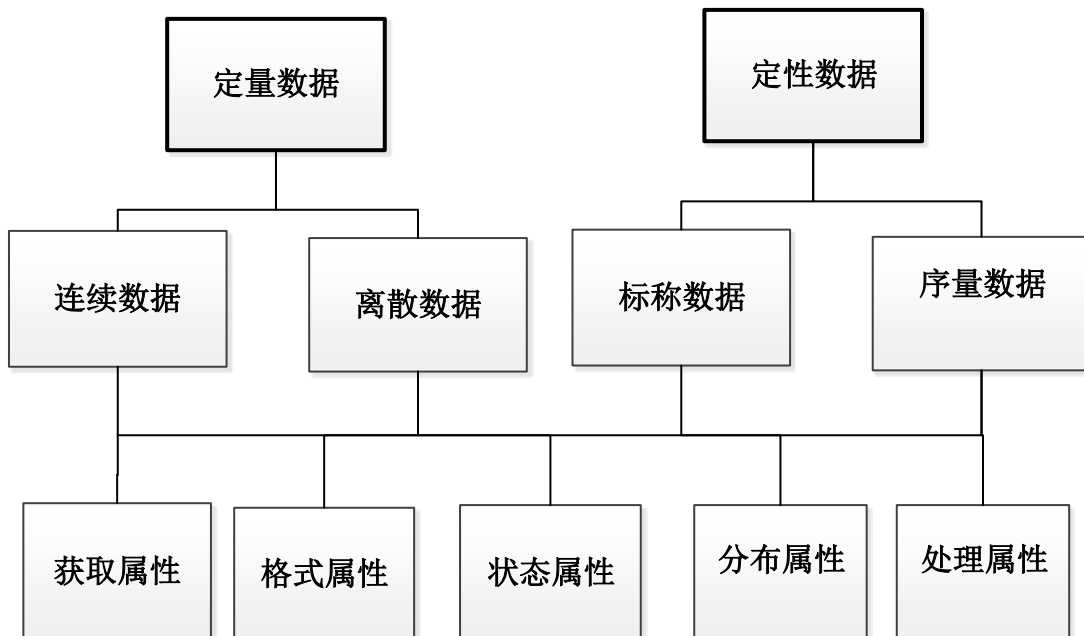 定量数据
定性数据
连续数据
离散数据
标称数据
序量数据
获取属性
格式属性
状态属性
分布属性
处理属性